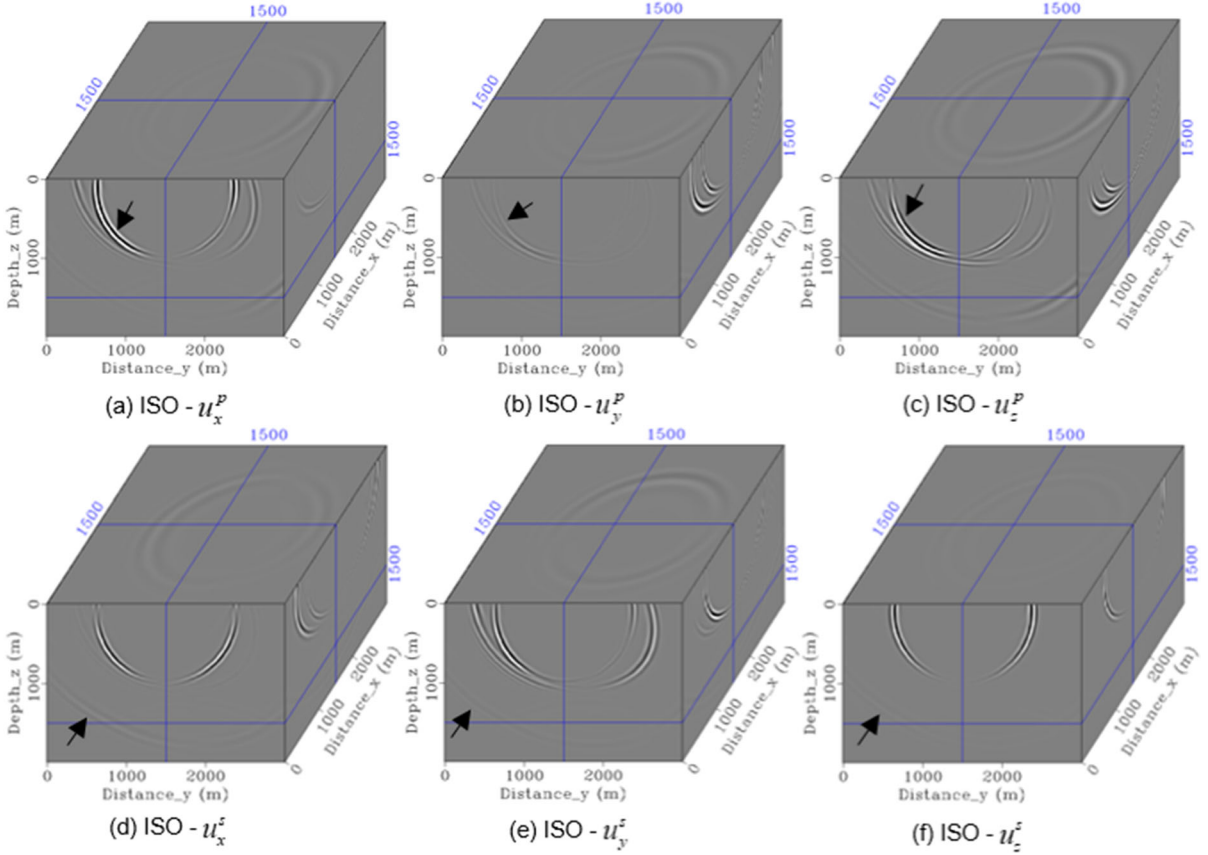 1500 1500 1500
1500 1500 1500
1500 1500 1500
0 0 0
1000 1000 1000
Depth_z (m) Depth_z (m) Depth_z (m)
0 1000 2000 0 1000 2000 0 1000 2000
Distance_y (m) Distance_y (m) Distance_y (m)
0 1000 2000 0 1000 2000 0 1000 2000
Distance_x (m) Distance_x (m) Distance_x (m)
(a) ISO - u_x^p (b) ISO - u_y^p (c) ISO - u_z^p
1500 1500 1500
1500 1500 1500
1500 1500 1500
0 0 0
1000 1000 1000
Depth_z (m) Depth_z (m) Depth_z (m)
0 1000 2000 0 1000 2000 0 1000 2000
Distance_y (m) Distance_y (m) Distance_y (m)
0 1000 2000 0 1000 2000 0 1000 2000
Distance_x (m) Distance_x (m) Distance_x (m)
(d) ISO - u_x^s (e) ISO - u_y^s (f) ISO - u_z^s